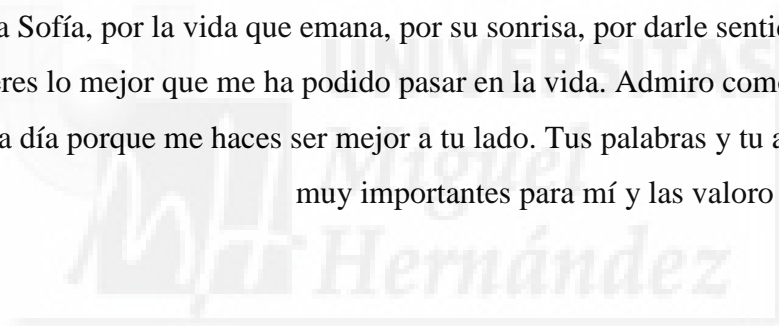 a Sofía, por la vida que emana, por su sonrisa, por darle senti
UNIVERSITAS
eres lo mejor que me ha podido pasar en la vida. Admiro com
a día porque me haces ser mejor a tu lado. Tus palabras y tu a
Miguel
muy importantes para mí y las valoro
Hernández